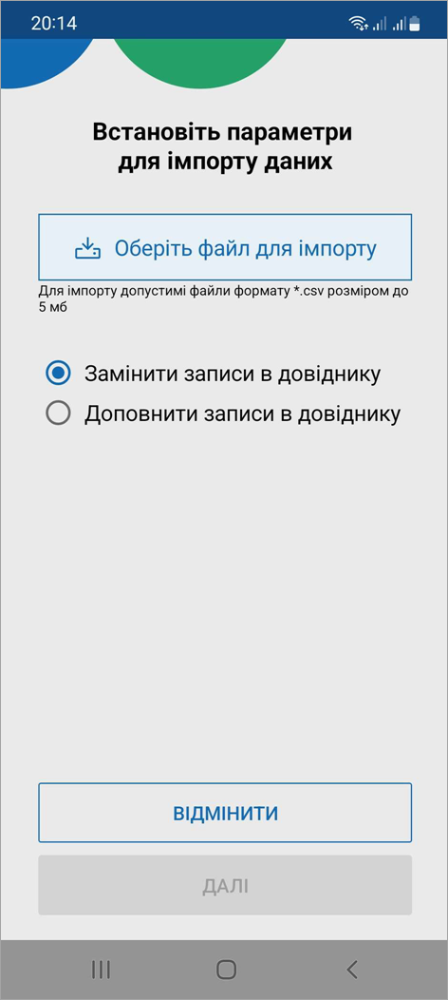 20:14
Встановіть параметри
для імпорту даних
Оберіть файл для імпорту
Для імпорту допустимі файли формату *.csv розміром до
5 мб
Замінити записи в довіднику
Доповнити записи в довіднику
ВІДМІНИТИ
ДАЛІ